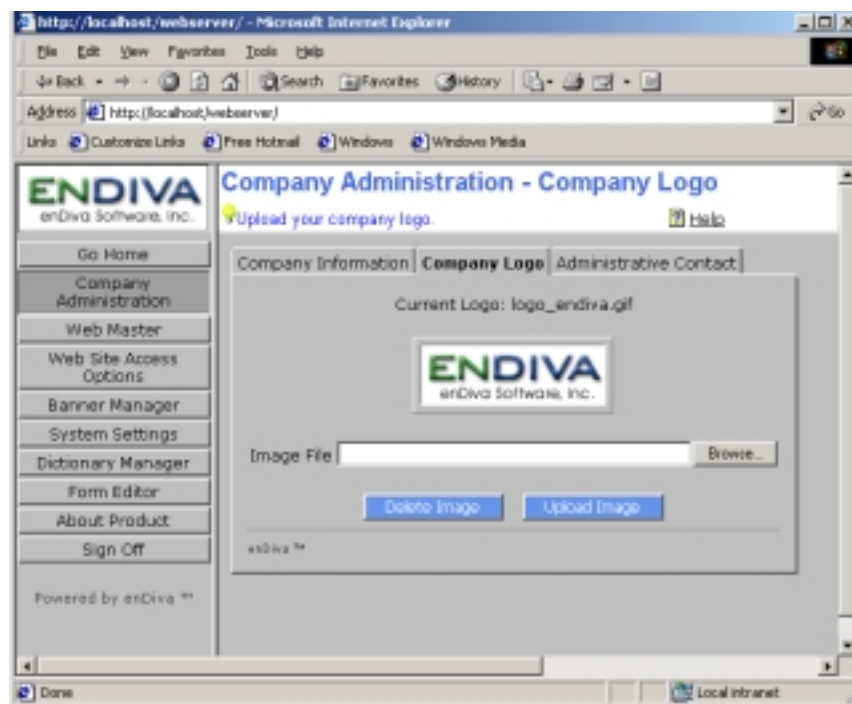 http://localhost/webserver/ - Microsoft Internet Explorer
File Edit View Favorites Tools Help
Back Search Favorites History
Address http://localhost/webserver/ Go
Links Customize Links Free Hotmail Windows Windows Media
ENDIVA
enDiva Software, Inc.
Company Administration - Company Logo
Upload your company logo.
Help
Go Home
Company Administration
Web Master
Web Site Access Options
Banner Manager
System Settings
Dictionary Manager
Form Editor
About Product
Sign Off
Powered by enDiva ™
Company Information Company Logo Administrative Contact
Current Logo: logo_endiva.gif
ENDIVA
enDiva Software, Inc.
Image File Browse...
Delete Image Upload Image
enDiva ™
Done Local intranet